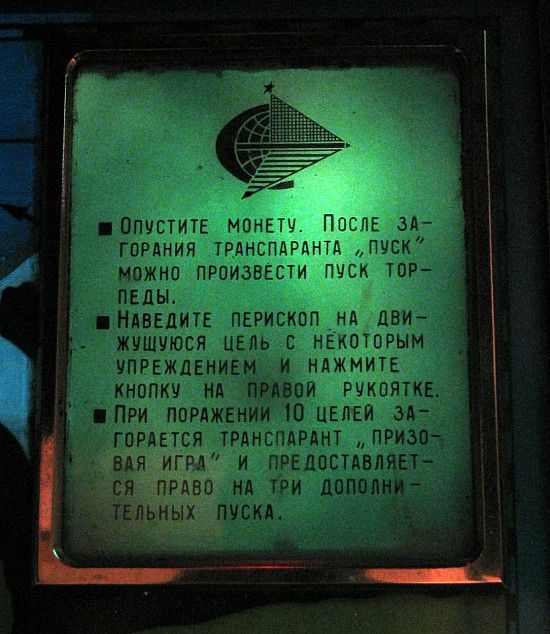 ■ Опустите монету. После за-
горания транспаранта „пуск"
можно произвести пуск тор-
педы.
■ Наведите перископ на дви-
жущуюся цель с некоторым
упреждением и нажмите
кнопку на правой рукоятке.
■ При поражении 10 целей за-
горается транспарант „призо-
вая игра" и предоставляет-
ся право на три дополни-
тельных пуска.